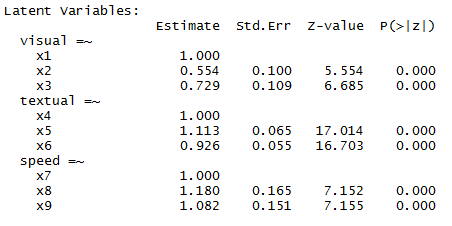 Latent Variables:
                   Estimate  Std.Err  Z-value  P(>|z|)
  visual =~
    x1                1.000
    x2                0.554    0.100    5.554    0.000
    x3                0.729    0.109    6.685    0.000
  textual =~
    x4                1.000
    x5                1.113    0.065   17.014    0.000
    x6                0.926    0.055   16.703    0.000
  speed =~
    x7                1.000
    x8                1.180    0.165    7.152    0.000
    x9                1.082    0.151    7.155    0.000